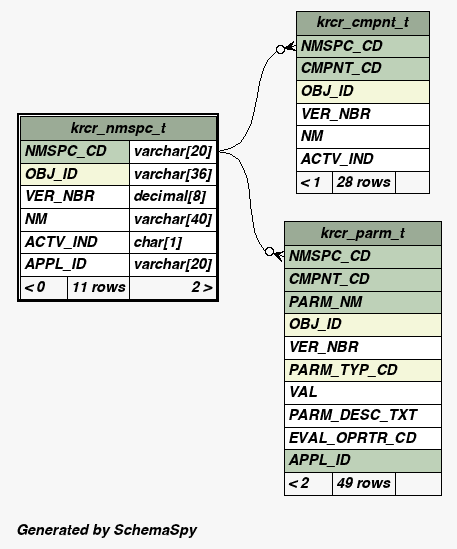 krcr_cmpnt_t
NMSPC_CD
CMPNT_CD
OBJ_ID
VER_NBR
NM
ACTV_IND
< 1 28 rows
krcr_nmspc_t
NMSPC_CD varchar[20]
OBJ_ID varchar[36]
VER_NBR decimal[8]
NM varchar[40]
ACTV_IND char[1]
APPL_ID varchar[20]
< 0 11 rows 2 >
krcr_parm_t
NMSPC_CD
CMPNT_CD
PARM_NM
OBJ_ID
VER_NBR
PARM_TYP_CD
VAL
PARM_DESC_TXT
EVAL_OPRTR_CD
APPL_ID
< 2 49 rows
Generated by SchemaSpy